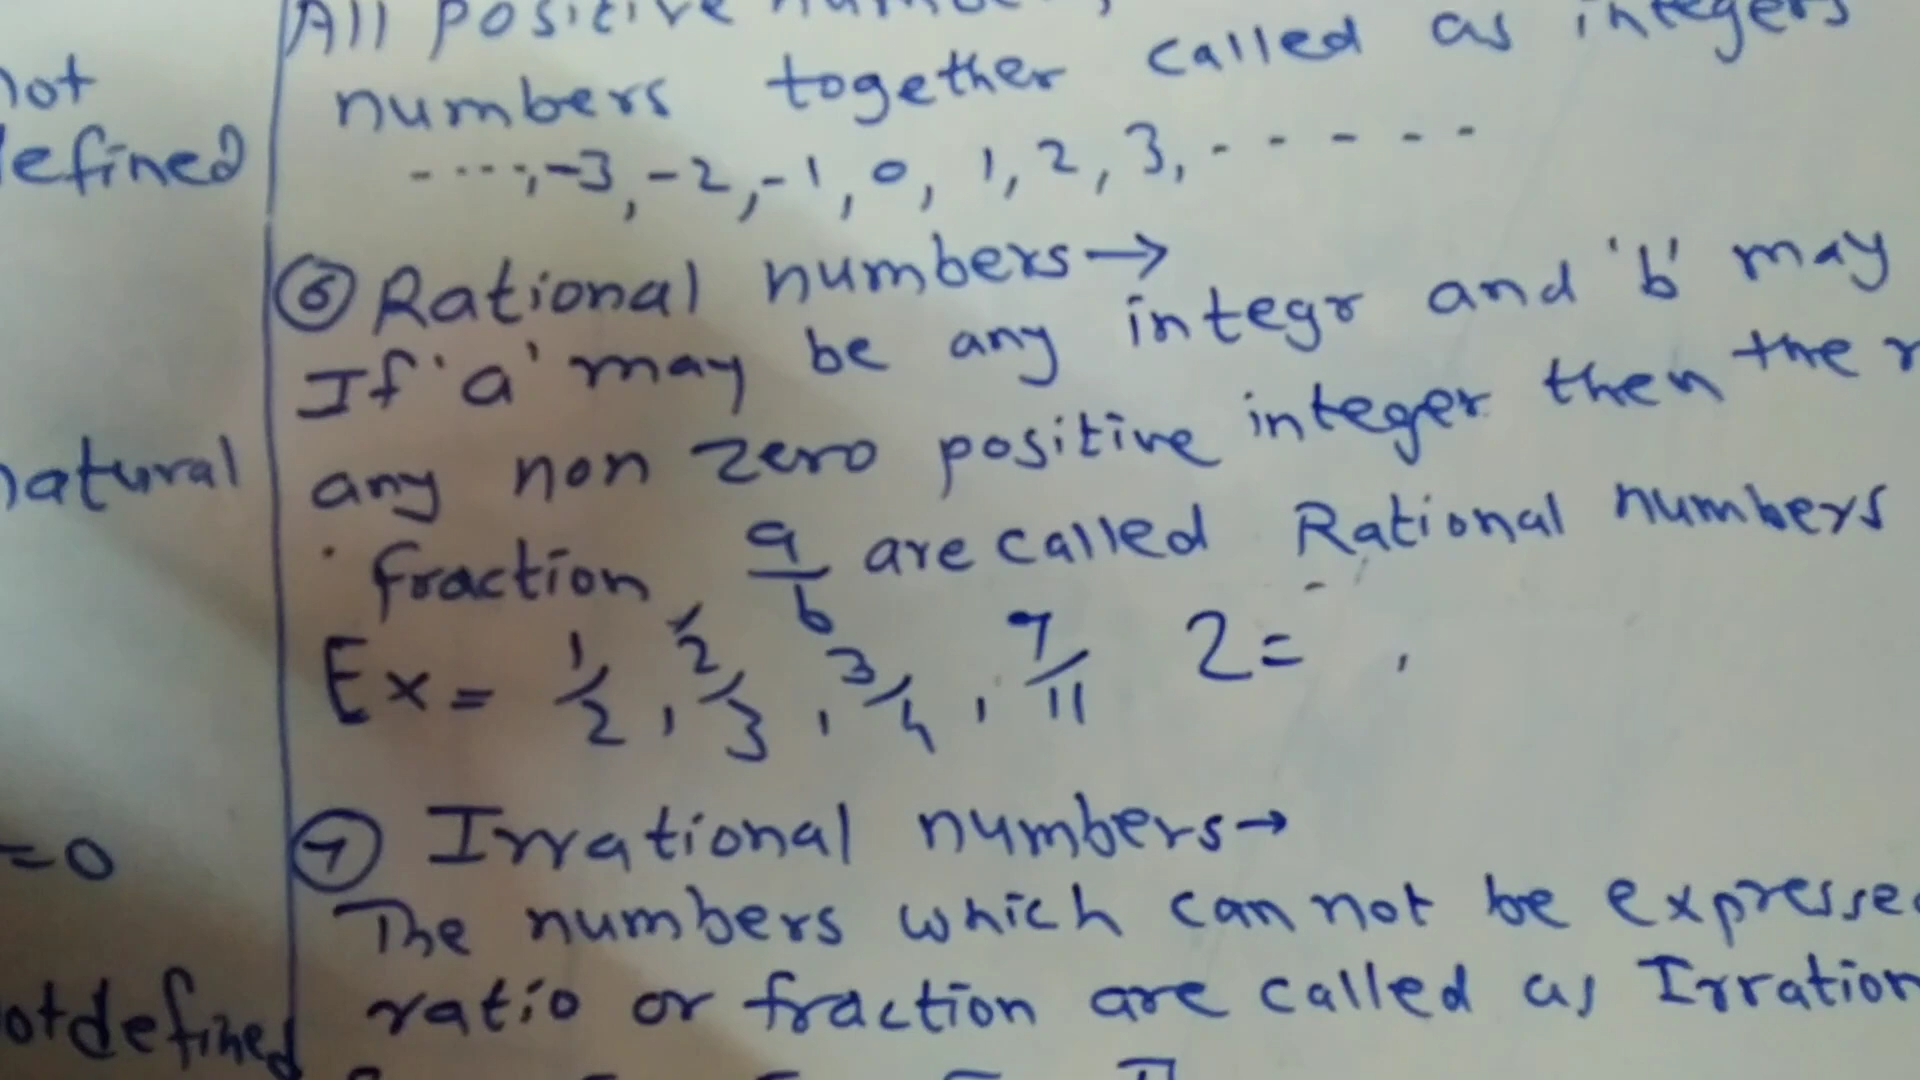 not
defined
natural
=0
not defined
All positive
numbers together called as integers
- - - -, -3, -2, -1, 0, 1, 2, 3, - - - - -
⑥ Rational numbers →
If 'a' may be any integr and 'b' may
any non zero positive integer then the
fraction a/b are called Rational numbers
Ex = 1/2, 2/3, 3/4, 7/11 2=
⑦ Irrational numbers →
The numbers which can not be expresse
ratio or fraction are called as Irration